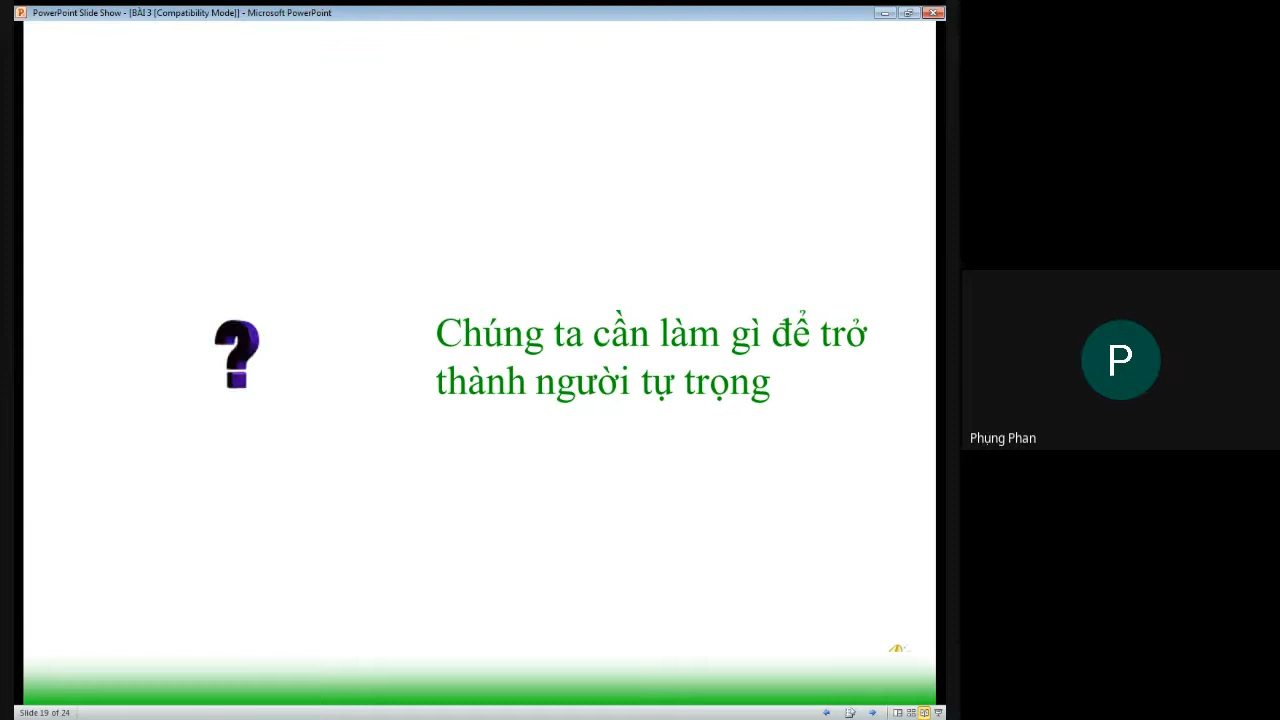 PowerPoint Slide Show - [BÀI 3 [Compatibility Mode]] - Microsoft PowerPoint
?
Chúng ta cần làm gì để trở
thành người tự trọng
P
Phụng Phan
Slide 19 of 24